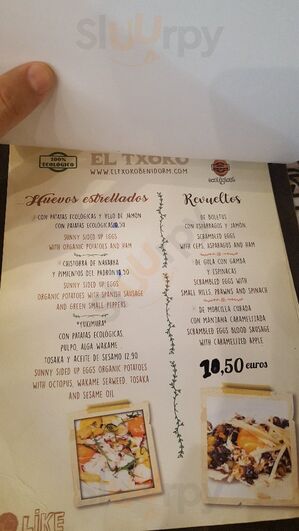 Sluurpy
100% ECOLÓGICO
EL TXOKO
WWW.ELTXOKOBENIDORM.COM
Huevos estrellados
CON PATATAS ECOLÓGICAS Y VELO DE JAMÓN
CON PATATAS ECOLÓGICAS
SUNNY SIDED UP EGGS
WITH ORGANIC POTATOES AND HAM
CHISTORRA DE NAVARRA
Y PIMIENTOS DEL PADRÓN
SUNNY SIDED UP EGGS
ORGANIC POTATOES WITH SPANISH SAUSAGE
AND GREEN SMALL PEPPERS
"YUKIMURA"
CON PATATAS ECOLÓGICAS,
PULPO, ALGA WAKAME,
TOSAKA Y ACEITE DE SESAMO 12,90
SUNNY SIDED UP EGGS ORGANIC POTATOES
WITH OCTOPUS, WAKAME SEAWEED, TOSAKA
AND SESAME OIL
Revueltos
DE BOLETUS
CON ESPÁRRAGOS Y JAMÓN
SCRAMBLED EGGS
WITH CEPS, ASPARAGUS AND HAM
DE GULA CON GAMBA
Y ESPINACAS
SCRAMBLED EGGS WITH
SMALL EELS, PRAWNS AND SPINACH
DE MORCILLA CURADA
CON MANZANA CARAMELIZADA
SCRAMBLED EGGS BLOOD SAUSAGE
WITH CARAMELIZED APPLE
10,50 euros
LIKE
Sluurpy